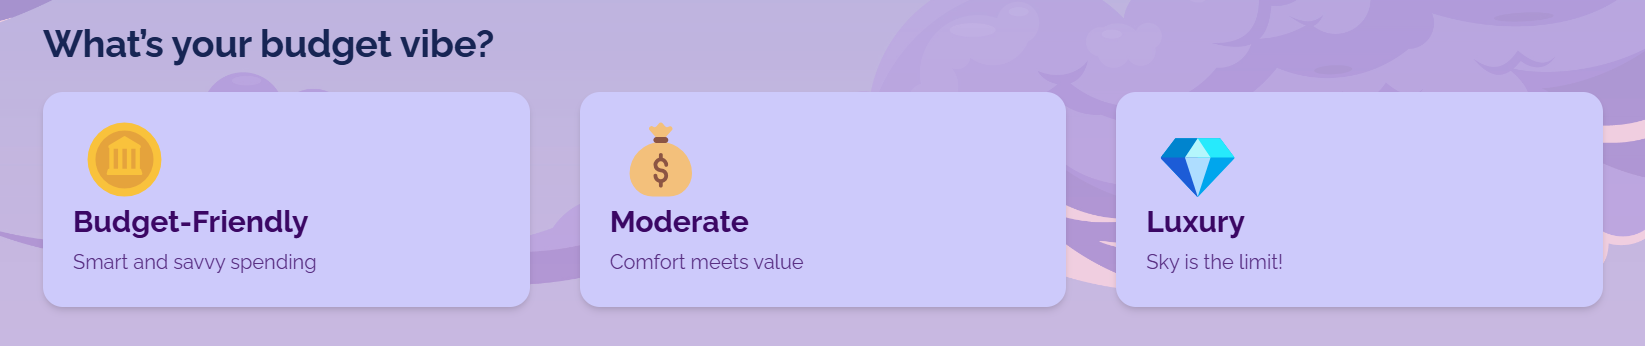 What's your budget vibe?
$
Budget-Friendly
Smart and savvy spending
Moderate
Comfort meets value
Luxury
Sky is the limit!